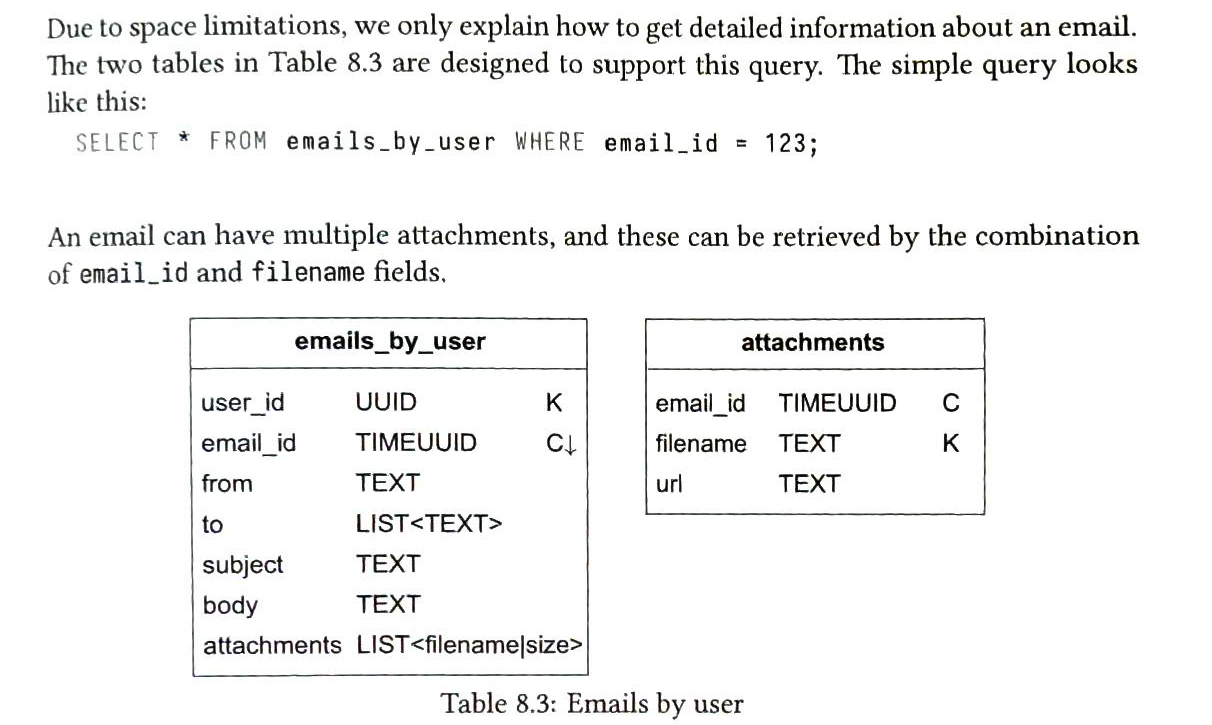 Due to space limitations, we only explain how to get detailed information about an email.
The two tables in Table 8.3 are designed to support this query. The simple query looks
like this:
SELECT * FROM emails_by_user WHERE email_id = 123;
An email can have multiple attachments, and these can be retrieved by the combination
of email_id and filename fields.
emails_by_user
user_id UUID K
email_id TIMEUUID C↓
from TEXT
to LIST<TEXT>
subject TEXT
body TEXT
attachments LIST<filename|size>
attachments
email_id TIMEUUID C
filename TEXT K
url TEXT
Table 8.3: Emails by user